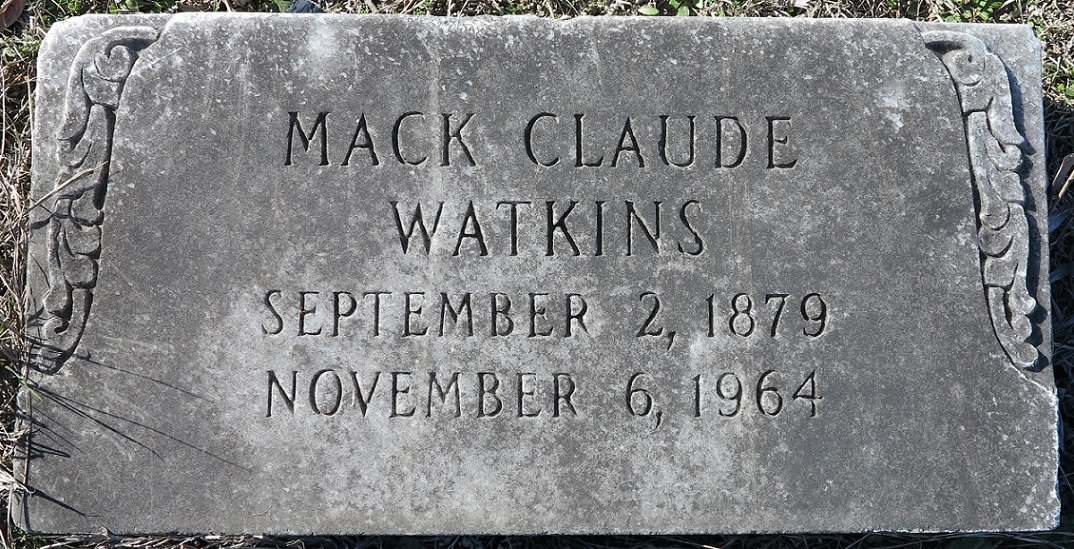 MACK CLAUDE
WATKINS
SEPTEMBER 2, 1879
NOVEMBER 6, 1964